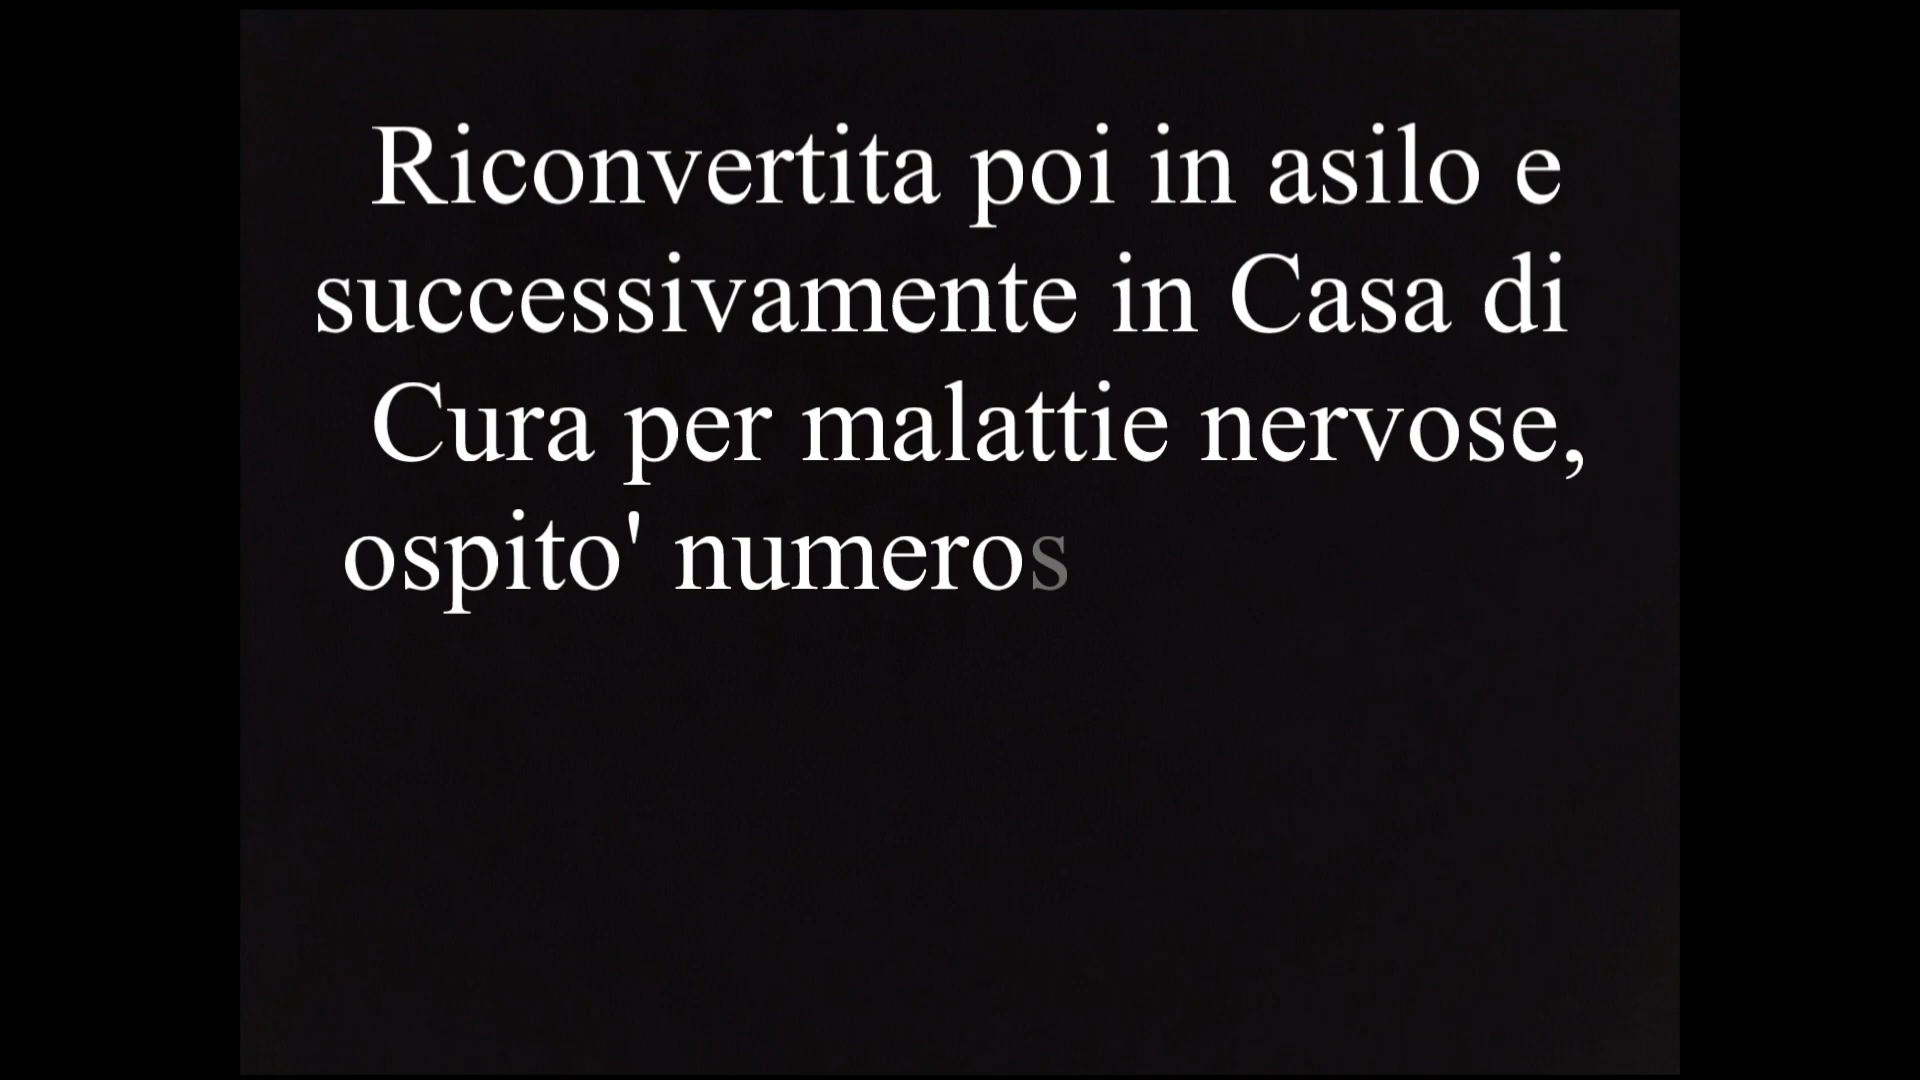 Riconvertita poi in asilo e
successivamente in Casa di
Cura per malattie nervose,
ospito' numeros